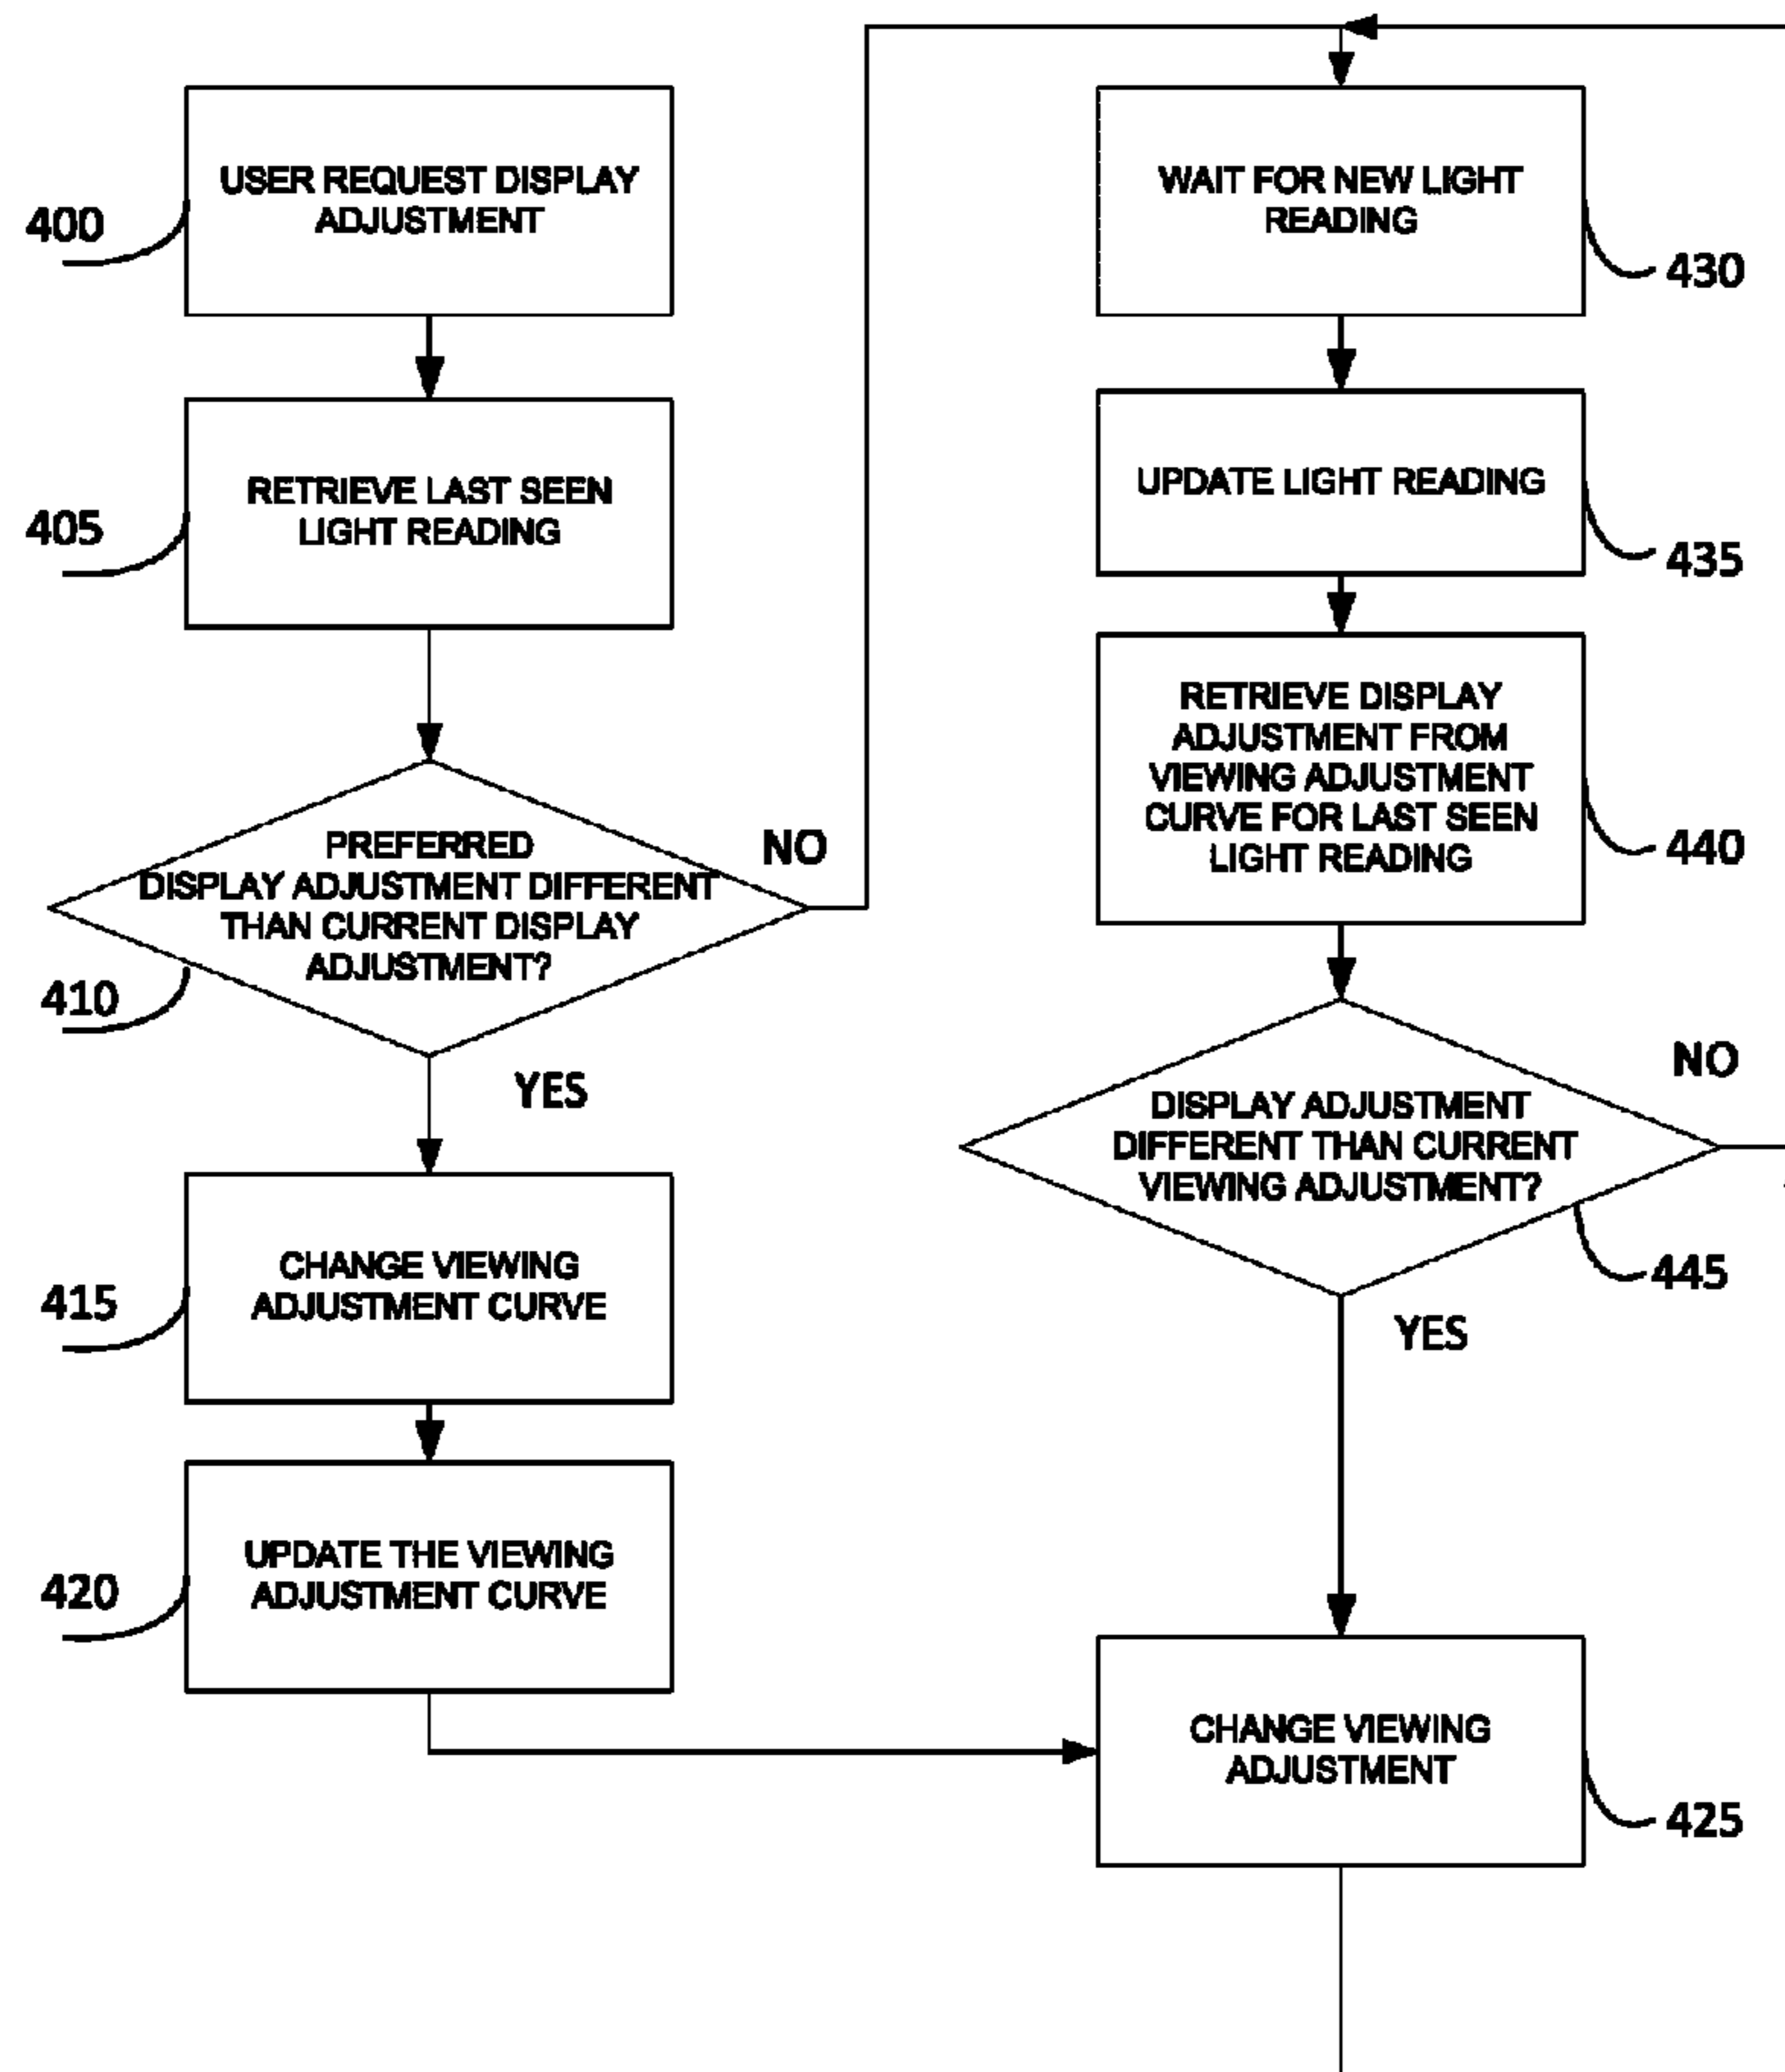 USER REQUEST DISPLAY
ADJUSTMENT
400
RETRIEVE LAST SEEN
LIGHT READING
405
PREFERRED
DISPLAY ADJUSTMENT DIFFERENT
THAN CURRENT DISPLAY
ADJUSTMENT?
410
NO
YES
CHANGE VIEWING
ADJUSTMENT CURVE
415
UPDATE THE VIEWING
ADJUSTMENT CURVE
420
WAIT FOR NEW LIGHT
READING
430
UPDATE LIGHT READING
435
RETRIEVE DISPLAY
ADJUSTMENT FROM
VIEWING ADJUSTMENT
CURVE FOR LAST SEEN
LIGHT READING
440
DISPLAY ADJUSTMENT
DIFFERENT THAN CURRENT
VIEWING ADJUSTMENT?
NO
445
YES
CHANGE VIEWING
ADJUSTMENT
425